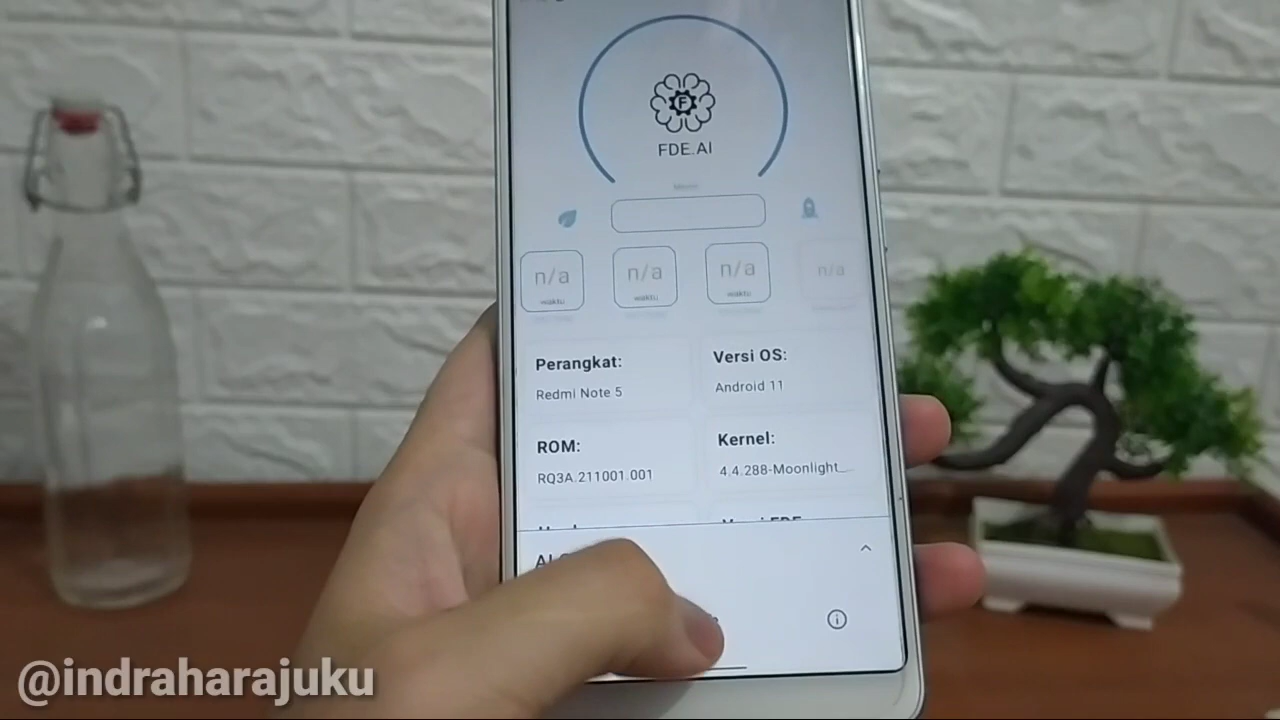 FDE.AI
n/a
waktu
n/a
waktu
n/a
waktu
n/a
Perangkat:
Redmi Note 5
Versi OS:
Android 11
ROM:
RQ3A.211001.001
Kernel:
4.4.288-Moonlight_...
@indraharajuku